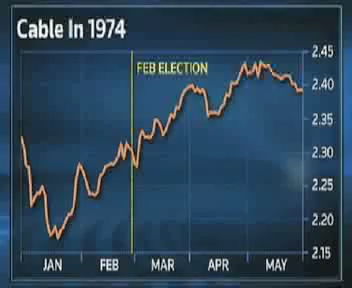 Cable In 1974
FEB ELECTION
2.45
2.40
2.35
2.30
2.25
2.20
2.15
JAN FEB MAR APR MAY